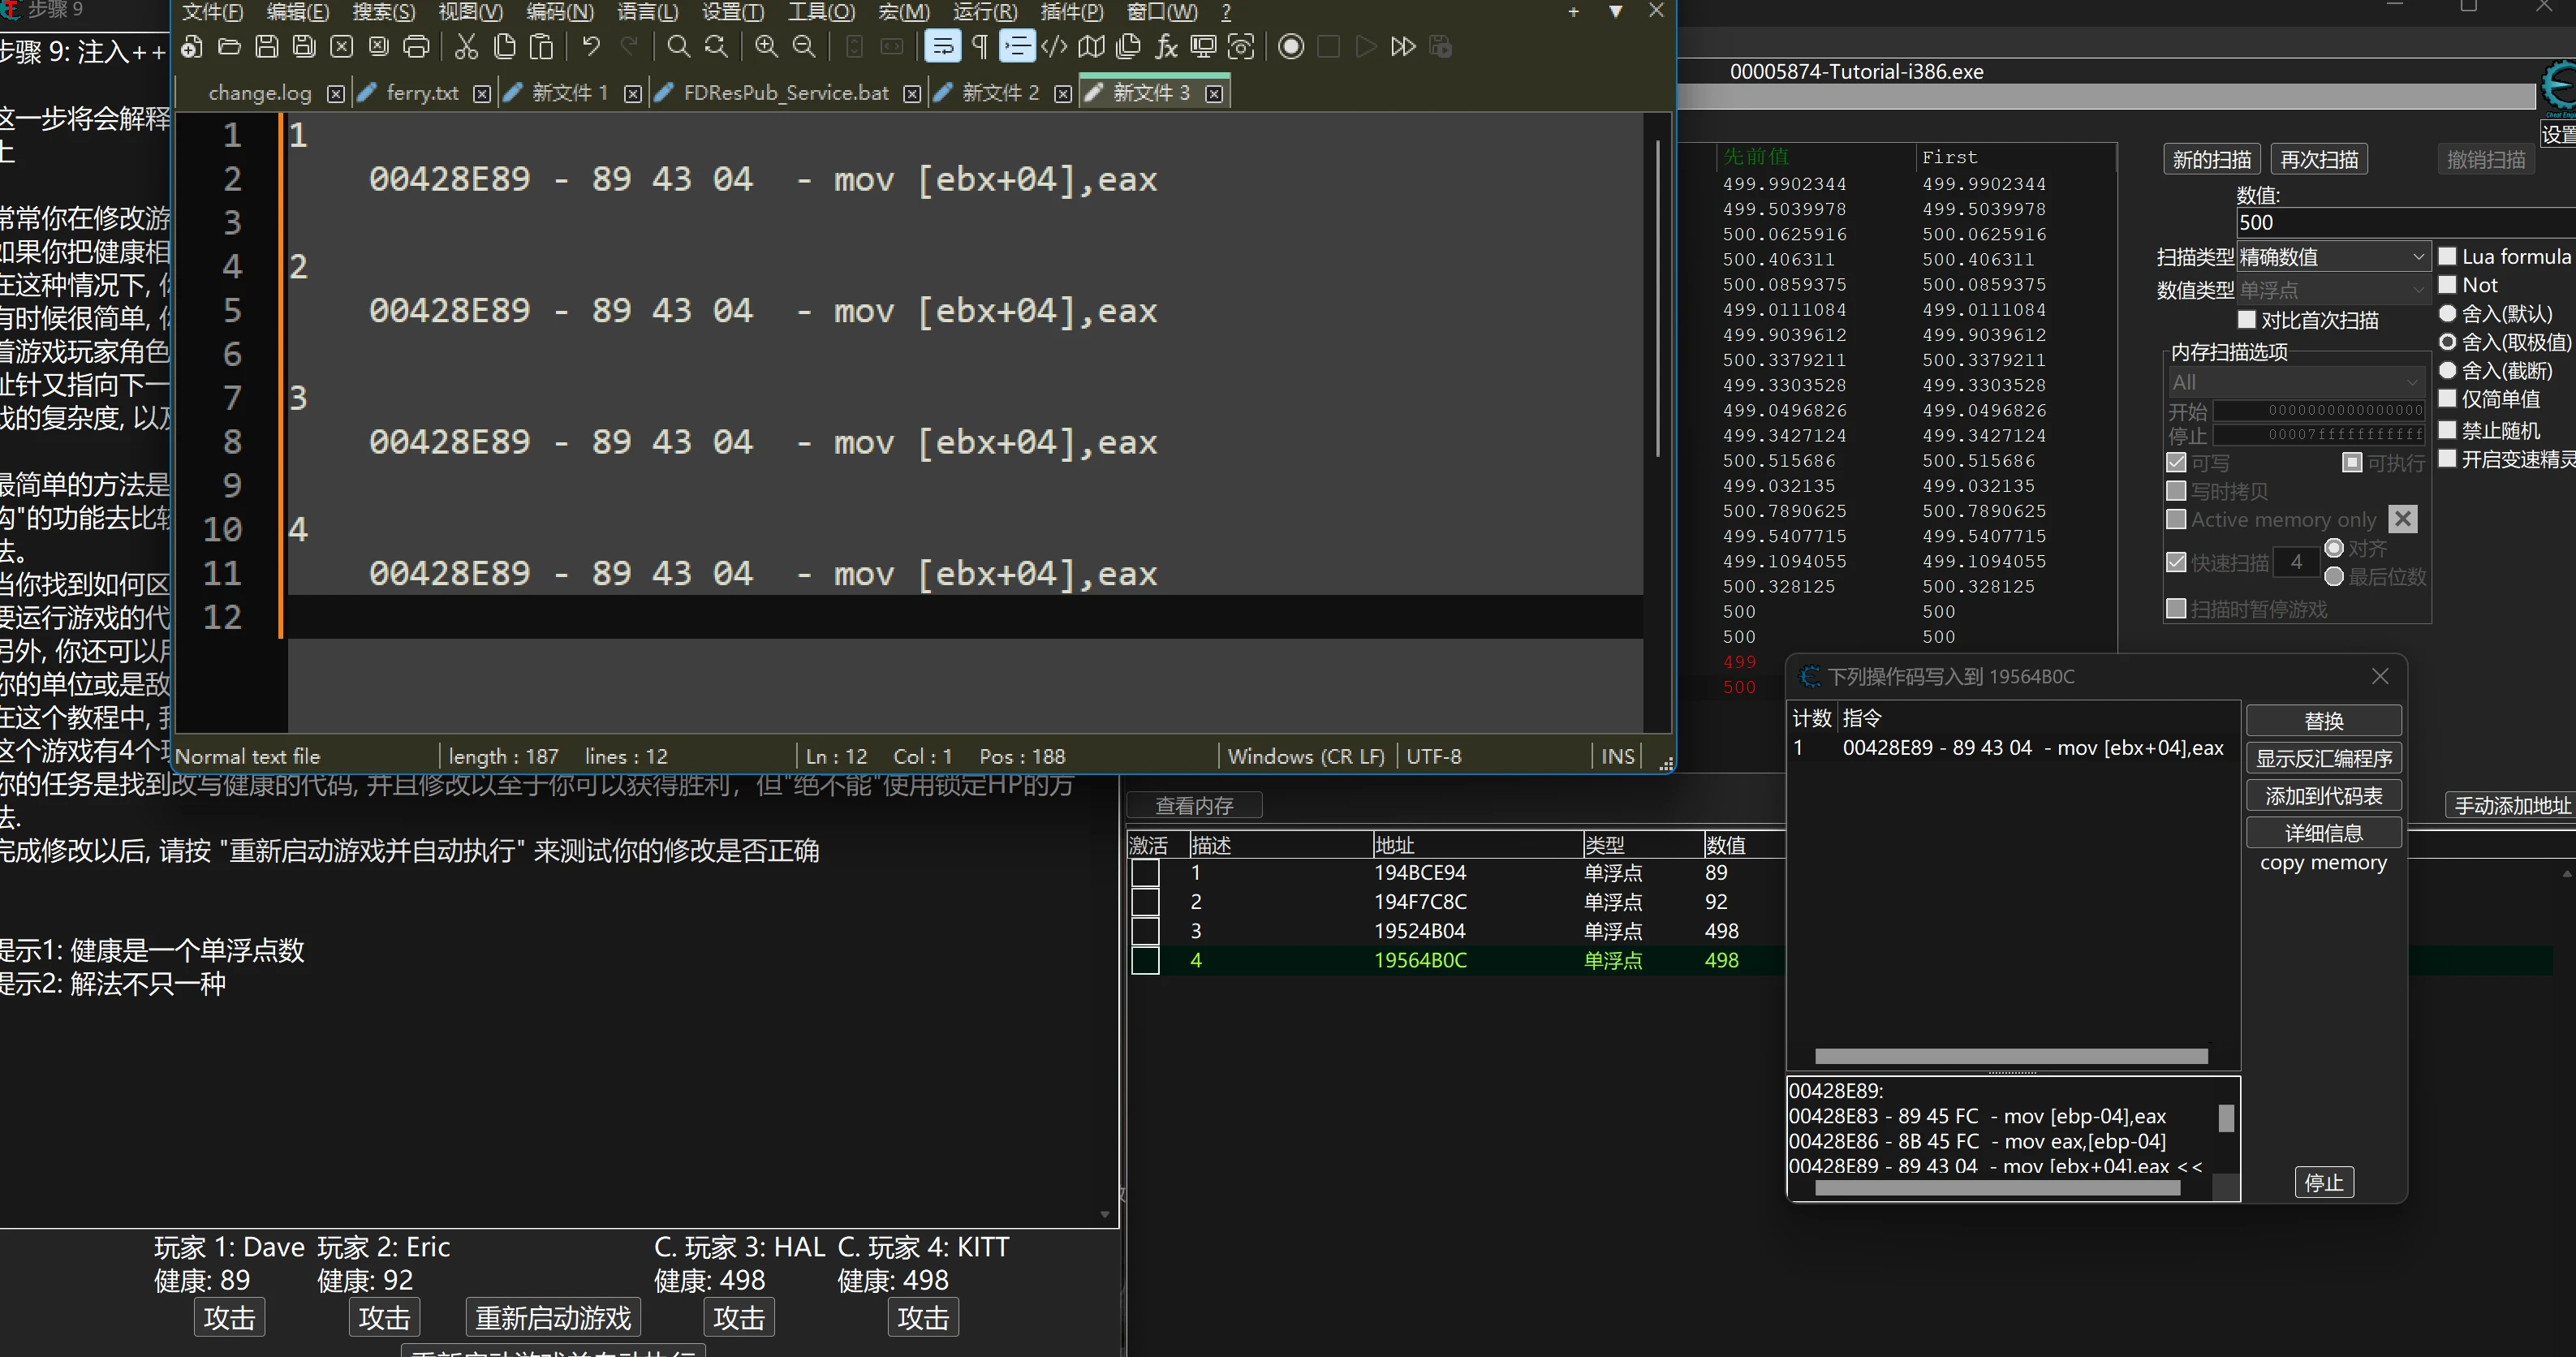 步骤 9
步骤 9: 注入++
这一步将会解释
上
常常你在修改游
如果你把健康相
在这种情况下, 你
有时候很简单, 你
着游戏玩家角色
址针又指向下一
戏的复杂度, 以及
最简单的方法是
构"的功能去比较
法。
当你找到如何区
要运行游戏的代
另外, 你还可以用
你的单位或是敌
在这个教程中, 我
这个游戏有4个玩
你的任务是找到改写健康的代码, 并且修改以至于你可以获得胜利，但"绝不能"使用锁定HP的方
法.
完成修改以后, 请按 "重新启动游戏并自动执行" 来测试你的修改是否正确
提示1: 健康是一个单浮点数
提示2: 解法不只一种
玩家 1: Dave 玩家 2: Eric C. 玩家 3: HAL C. 玩家 4: KITT
健康: 89 健康: 92 健康: 498 健康: 498
攻击 攻击 重新启动游戏 攻击 攻击
重新启动游戏并自动执行
文件(F) 编辑(E) 搜索(S) 视图(V) 编码(N) 语言(L) 设置(T) 工具(O) 宏(M) 运行(R) 插件(P) 窗口(W) ?
change.log ferry.txt 新文件 1 FDResPub_Service.bat 新文件 2 新文件 3
1 1
2 00428E89 - 89 43 04 - mov [ebx+04],eax
3
4 2
5 00428E89 - 89 43 04 - mov [ebx+04],eax
6
7 3
8 00428E89 - 89 43 04 - mov [ebx+04],eax
9
10 4
11 00428E89 - 89 43 04 - mov [ebx+04],eax
12
Normal text file length : 187 lines : 12 Ln : 12 Col : 1 Pos : 188 Windows (CR LF) UTF-8 INS
00005874-Tutorial-i386.exe
Cheat Engine
设置
先前值 First
499.9902344 499.9902344
499.5039978 499.5039978
500.0625916 500.0625916
500.406311 500.406311
500.0859375 500.0859375
499.0111084 499.0111084
499.9039612 499.9039612
500.3379211 500.3379211
499.3303528 499.3303528
499.0496826 499.0496826
499.3427124 499.3427124
500.515686 500.515686
499.032135 499.032135
500.7890625 500.7890625
499.5407715 499.5407715
499.1094055 499.1094055
500.328125 500.328125
500 500
500 500
499
500
新的扫描 再次扫描 撤销扫描
数值:
500
扫描类型 精确数值 Lua formula
数值类型 单浮点 Not
对比首次扫描 舍入(默认)
内存扫描选项 舍入(取极值)
All 舍入(截断)
开始 0000000000000000 仅简单值
停止 00007fffffffffff 禁止随机
可写 可执行 开启变速精灵
写时拷贝
Active memory only
快速扫描 4 对齐
最后位数
扫描时暂停游戏
查看内存 手动添加地址
激活 描述 地址 类型 数值
1 194BCE94 单浮点 89
2 194F7C8C 单浮点 92
3 19524B04 单浮点 498
4 19564B0C 单浮点 498
下列操作码写入到 19564B0C
计数 指令
1 00428E89 - 89 43 04 - mov [ebx+04],eax
替换
显示反汇编程序
添加到代码表
详细信息
copy memory
00428E89:
00428E83 - 89 45 FC - mov [ebp-04],eax
00428E86 - 8B 45 FC - mov eax,[ebp-04]
00428E89 - 89 43 04 - mov [ebx+04],eax <<
停止